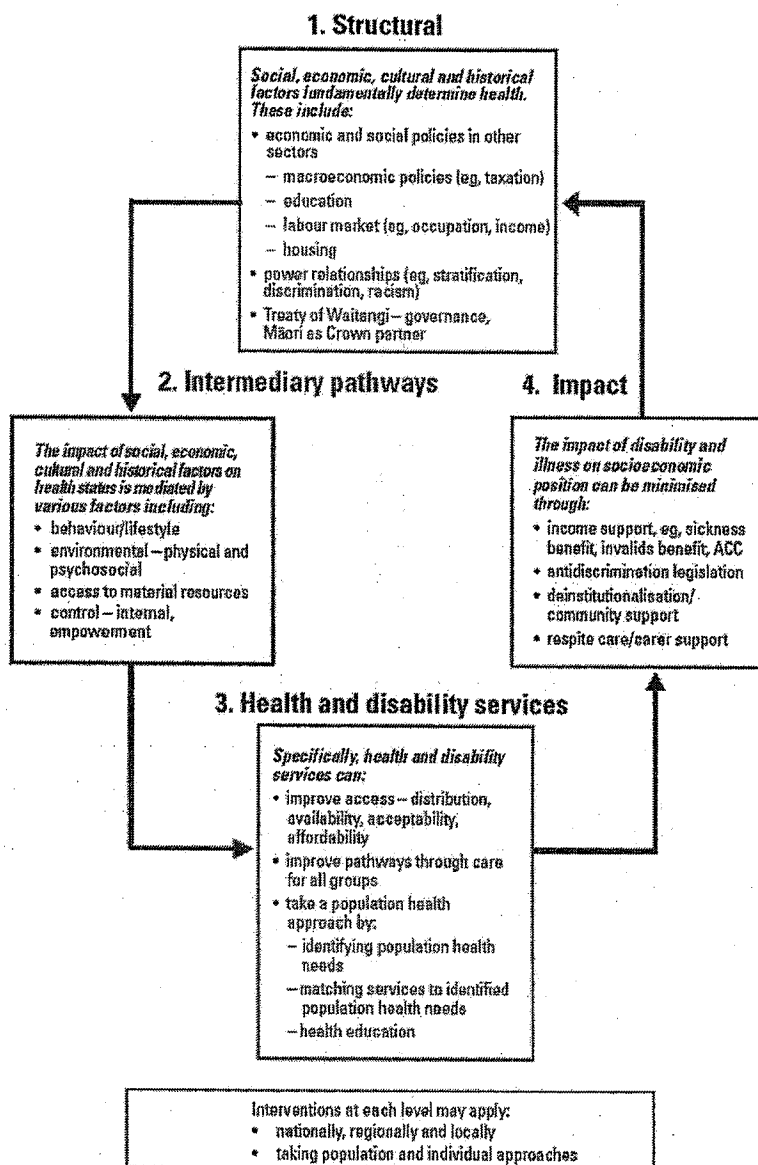 1. Structural
Social, economic, cultural and historical
factors fundamentally determine health.
These include:
• economic and social policies in other
sectors
– macroeconomic policies (eg, taxation)
– education
– labour market (eg, occupation, income)
– housing
• power relationships (eg, stratification,
discrimination, racism)
• Treaty of Waitangi – governance,
Māori as Crown partner
2. Intermediary pathways
The impact of social, economic,
cultural and historical factors on
health status is mediated by
various factors including:
• behaviour/lifestyle
• environmental – physical and
psychosocial
• access to material resources
• control – internal,
empowerment
3. Health and disability services
Specifically, health and disability
services can:
• improve access – distribution,
availability, acceptability,
affordability
• improve pathways through care
for all groups
• take a population health
approach by:
– identifying population health
needs
– matching services to identified
population health needs
– health education
4. Impact
The impact of disability and
illness on socioeconomic
position can be minimised
through:
• income support, eg, sickness
benefit, invalids benefit, ACC
• antidiscrimination legislation
• deinstitutionalisation/
community support
• respite care/carer support
Interventions at each level may apply:
• nationally, regionally and locally
• taking population and individual approaches